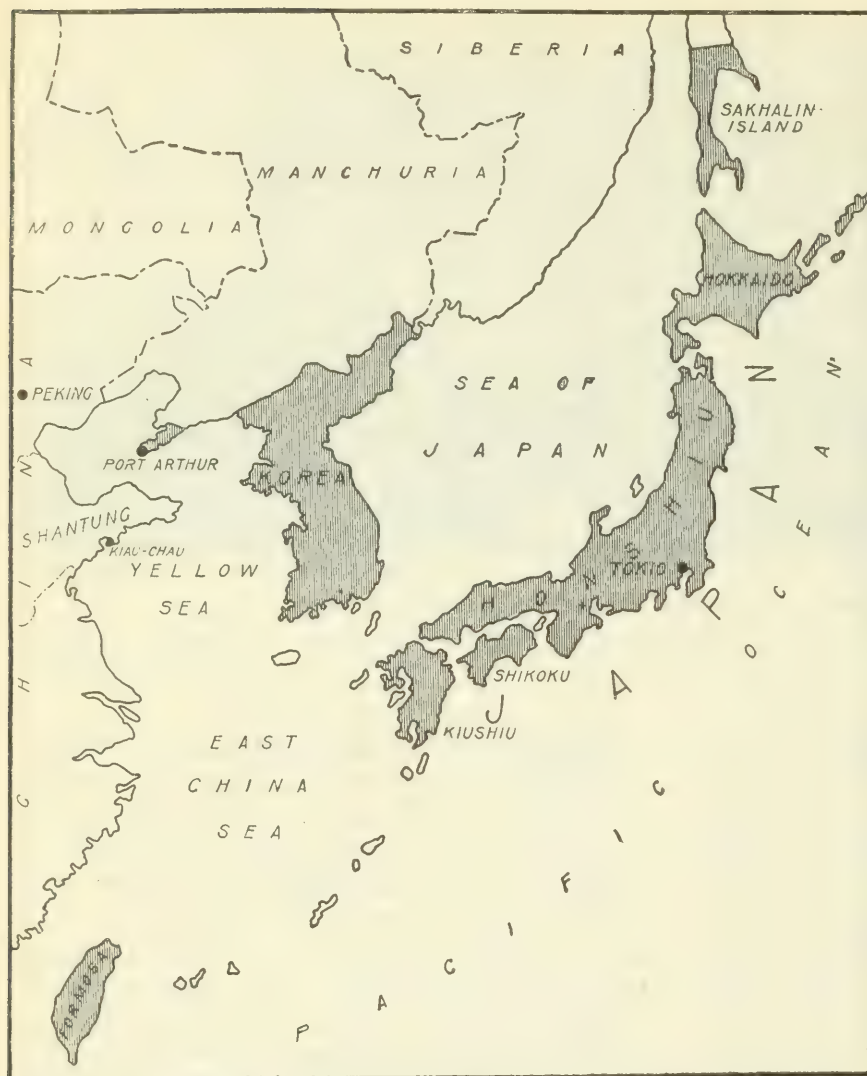 SIBERIA
SAKHALIN-
ISLAND
MANCHURIA
MONGOLIA
HOKKAIDO
PEKING
SEA OF
JAPAN
PORT ARTHUR
KOREA
SHANTUNG
KIAU-CHAU
YELLOW
SEA
HONSHIU
TOKIO
SHIKOKU
KIUSHIU
JAPAN
CHINA
EAST
CHINA
SEA
FORMOSA
PACIFIC OCEAN